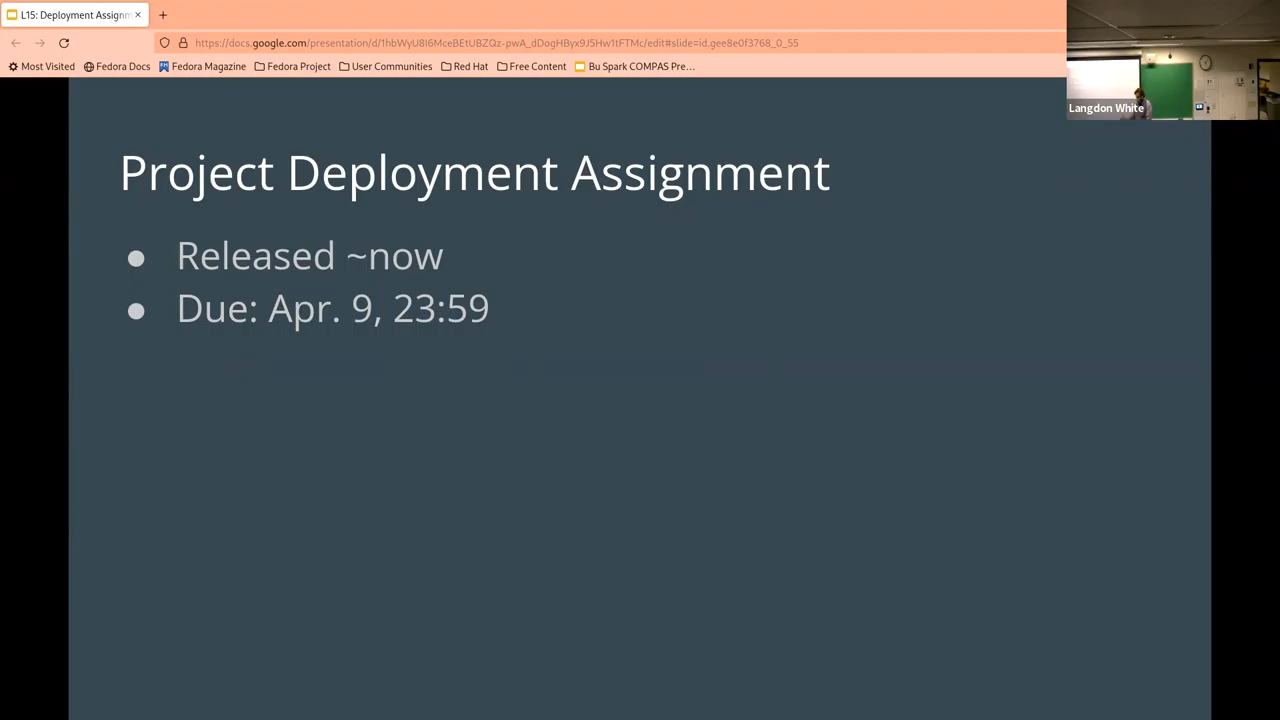 L15: Deployment Assignm
https://docs.google.com/presentation/d/1hbWyU8I6MceBEtUBZQz-pwA_dDogHByx9J5Hw1tFTMc/edit#slide=id.gee8e0f3768_0_55
Most Visited Fedora Docs Fedora Magazine Fedora Project User Communities Red Hat Free Content Bu Spark COMPAS Pre…
Langdon White
Project Deployment Assignment
● Released ~now
● Due: Apr. 9, 23:59